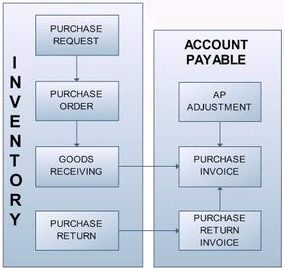 INVENTORY
PURCHASE
REQUEST
PURCHASE
ORDER
GOODS
RECEIVING
PURCHASE
RETURN
ACCOUNT
PAYABLE
AP
ADJUSTMENT
PURCHASE
INVOICE
PURCHASE
RETURN
INVOICE